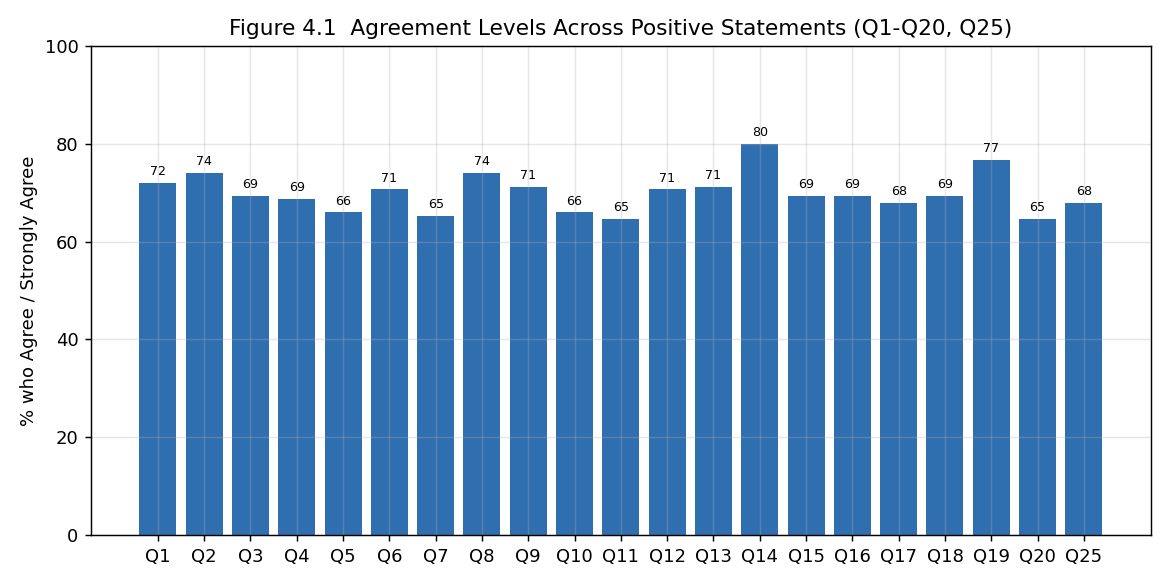 Figure 4.1  Agreement Levels Across Positive Statements (Q1-Q20, Q25)
% who Agree / Strongly Agree
100
80
60
40
20
0
72 74 69 69 66 71 65 74 71 66 65 71 71 80 69 69 68 69 77 65 68
Q1 Q2 Q3 Q4 Q5 Q6 Q7 Q8 Q9 Q10 Q11 Q12 Q13 Q14 Q15 Q16 Q17 Q18 Q19 Q20 Q25